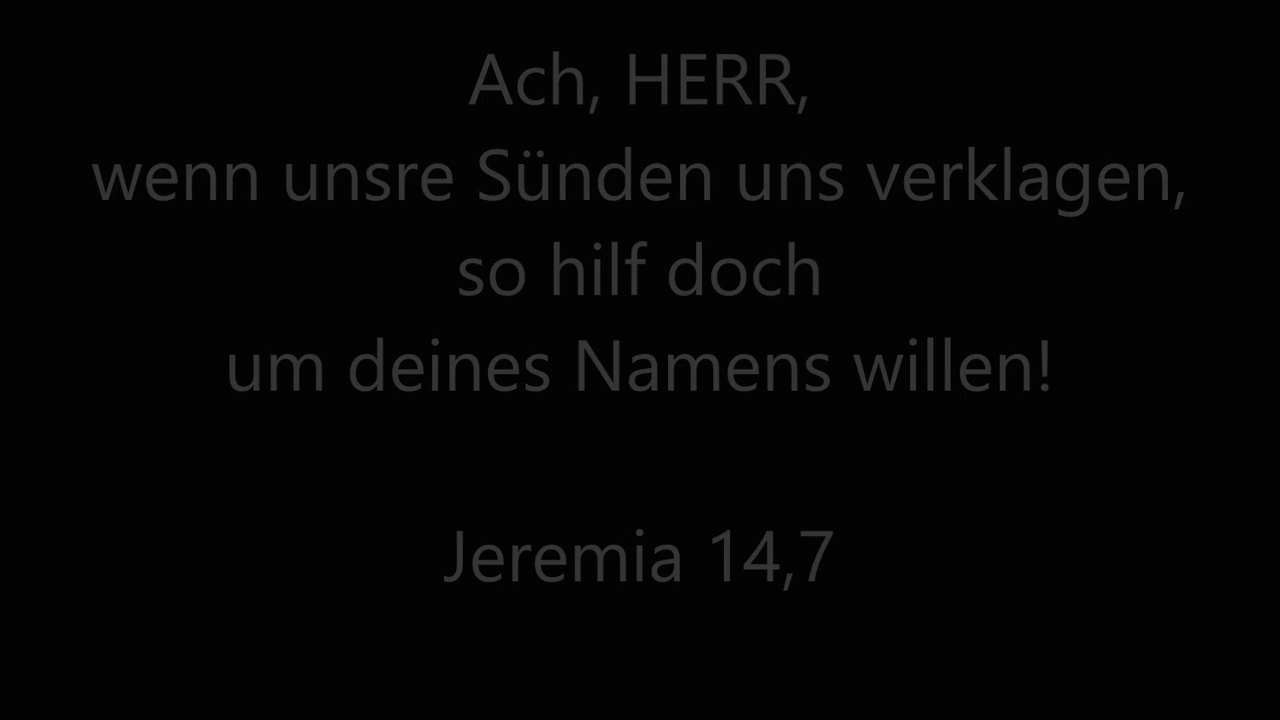 Ach, HERR,
wenn unsre Sünden uns verklagen,
so hilf doch
um deines Namens willen!
Jeremia 14,7